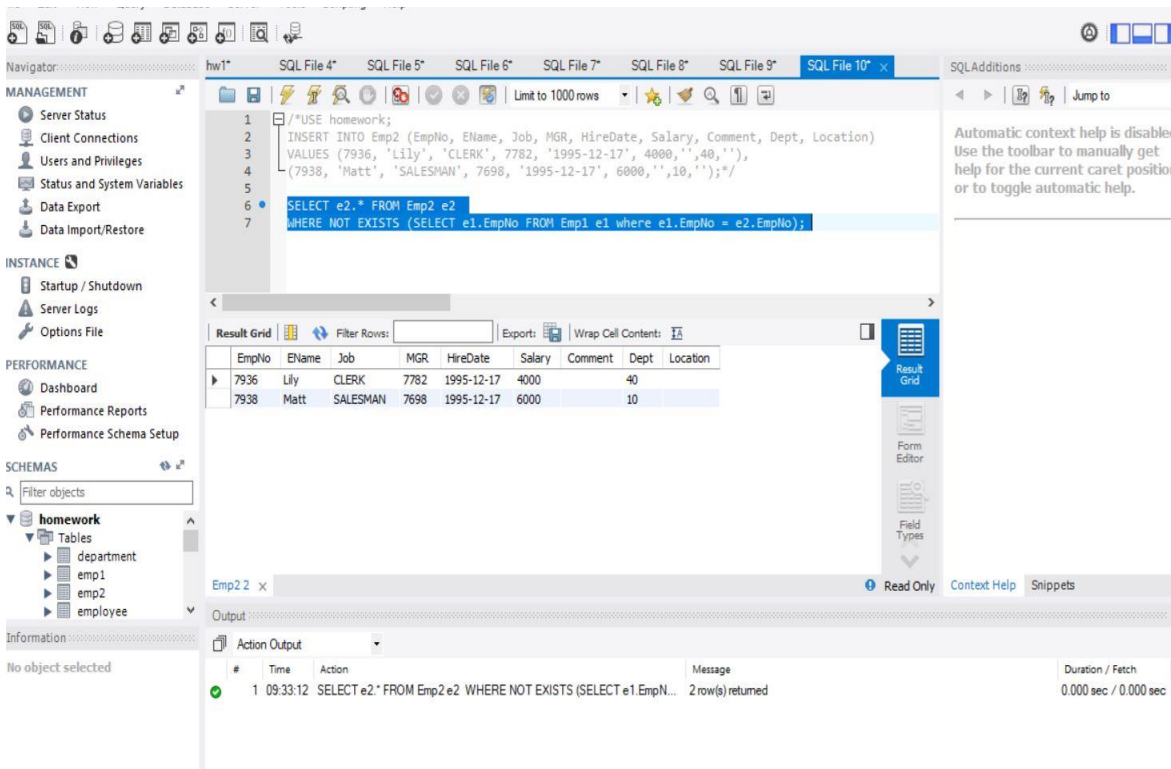 Navigator
MANAGEMENT
Server Status
Client Connections
Users and Privileges
Status and System Variables
Data Export
Data Import/Restore
INSTANCE
Startup / Shutdown
Server Logs
Options File
PERFORMANCE
Dashboard
Performance Reports
Performance Schema Setup
SCHEMAS
Filter objects
homework
Tables
department
emp1
emp2
employee
Information
No object selected
hw1* SQL File 4* SQL File 5* SQL File 6* SQL File 7* SQL File 8* SQL File 9* SQL File 10*
Limit to 1000 rows
1 /*USE homework;
2 INSERT INTO Emp2 (EmpNo, EName, Job, MGR, HireDate, Salary, Comment, Dept, Location)
3 VALUES (7936, 'Lily', 'CLERK', 7782, '1995-12-17', 4000,'',40,''),
4 (7938, 'Matt', 'SALESMAN', 7698, '1995-12-17', 6000,'',10,'');*/
5
6 SELECT e2.* FROM Emp2 e2
7 WHERE NOT EXISTS (SELECT e1.EmpNo FROM Emp1 e1 where e1.EmpNo = e2.EmpNo);
Result Grid Filter Rows: Export: Wrap Cell Content:
EmpNo EName Job MGR HireDate Salary Comment Dept Location
7936 Lily CLERK 7782 1995-12-17 4000 40
7938 Matt SALESMAN 7698 1995-12-17 6000 10
Result Grid
Form Editor
Field Types
Emp2 2 Read Only
Output
Action Output
# Time Action Message Duration / Fetch
1 09:33:12 SELECT e2.* FROM Emp2 e2 WHERE NOT EXISTS (SELECT e1.EmpN... 2 row(s) returned 0.000 sec / 0.000 sec
SQLAdditions
Jump to
Automatic context help is disabled
Use the toolbar to manually get
help for the current caret position
or to toggle automatic help.
Context Help Snippets